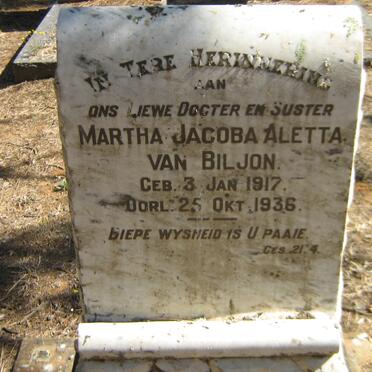 IN TERE HERINNERING
AAN
ONS LIEWE DOGTER EN SUSTER
MARTHA JACOBA ALETTA
VAN BILJON.
GEB. 3 JAN 1917.
OORL. 25 OKT 1936.
DIEPE WYSHEID IS U PAAIE.
GES. 21.4.